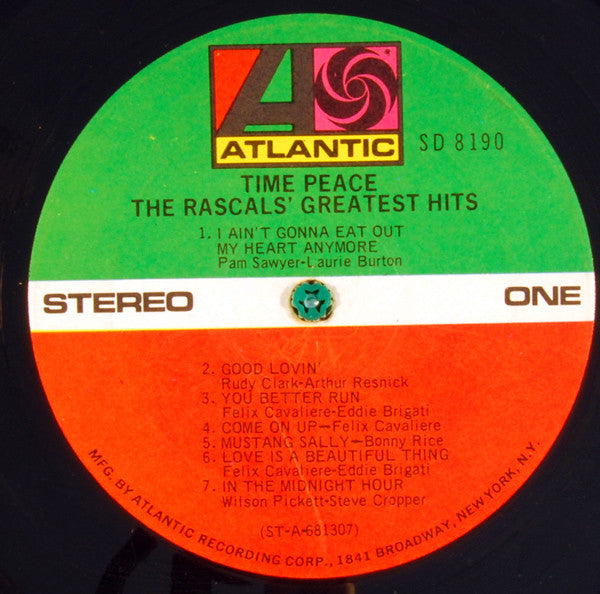 ATLANTIC
SD 8190
TIME PEACE
THE RASCALS' GREATEST HITS
1. I AIN'T GONNA EAT OUT
MY HEART ANYMORE
Pam Sawyer-Laurie Burton
STEREO
ONE
2. GOOD LOVIN'
Rudy Clark-Arthur Resnick
3. YOU BETTER RUN
Felix Cavaliere-Eddie Brigati
4. COME ON UP—Felix Cavaliere
5. MUSTANG SALLY—Bonny Rice
6. LOVE IS A BEAUTIFUL THING
Felix Cavaliere-Eddie Brigati
7. IN THE MIDNIGHT HOUR
Wilson Pickett-Steve Cropper
(ST-A-681307)
MFG. BY ATLANTIC RECORDING CORP., 1841 BROADWAY, NEW YORK, N.Y.